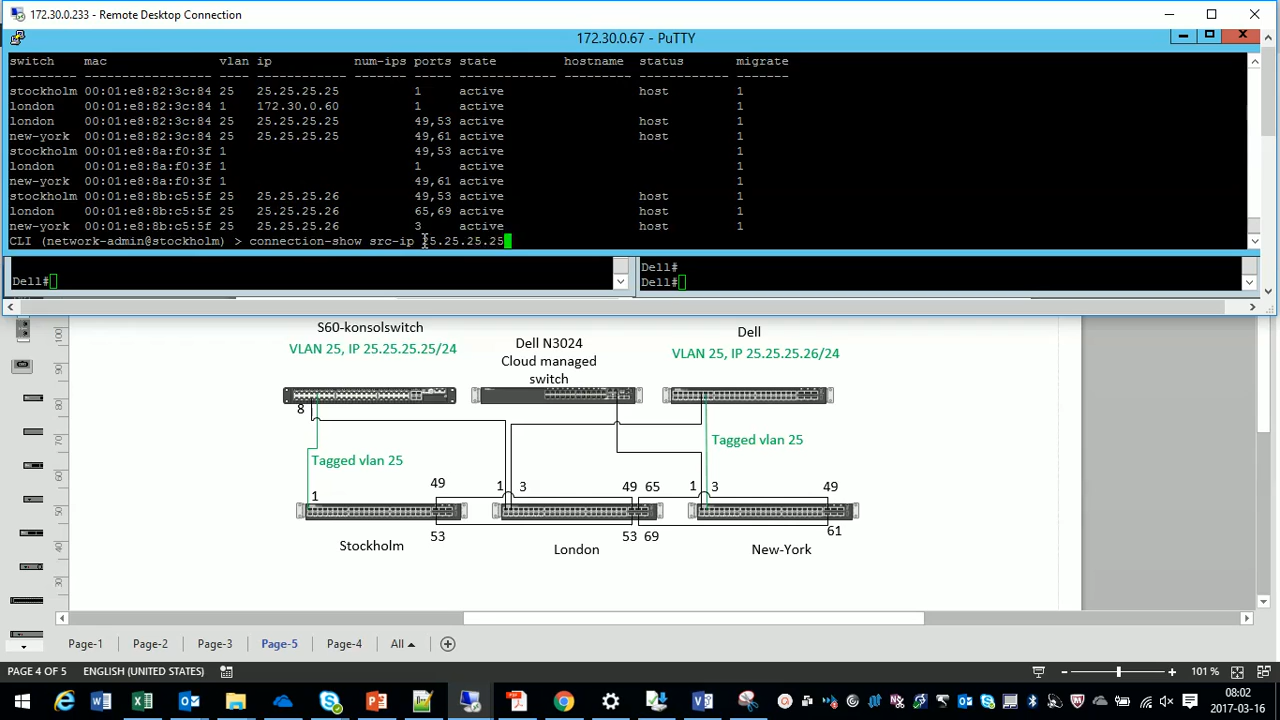 172.30.0.233 - Remote Desktop Connection
172.30.0.67 - PuTTY
switch mac vlan ip num-ips ports state hostname status migrate
---------- ----------------- ---- ------------ ------- ----- ------------- -------- ---------- -------
stockholm 00:01:e8:82:3c:84 25 25.25.25.25 1 active host 1
london 00:01:e8:82:3c:84 1 172.30.0.60 1 active 1
london 00:01:e8:82:3c:84 25 25.25.25.25 49,53 active host 1
new-york 00:01:e8:82:3c:84 25 25.25.25.25 49,61 active host 1
stockholm 00:01:e8:8a:f0:3f 1 49,53 active 1
london 00:01:e8:8a:f0:3f 1 1 active 1
new-york 00:01:e8:8a:f0:3f 1 49,61 active 1
stockholm 00:01:e8:8b:c5:5f 25 25.25.25.26 49,53 active host 1
london 00:01:e8:8b:c5:5f 25 25.25.25.26 65,69 active host 1
new-york 00:01:e8:8b:c5:5f 25 25.25.25.26 3 active host 1
CLI (network-admin@stockholm) > connection-show src-ip 25.25.25.25
Dell#
Dell#
Dell#
S60-konsolswitch
VLAN 25, IP 25.25.25.25/24
Dell N3024
Cloud managed
switch
Dell
VLAN 25, IP 25.25.25.26/24
8
Tagged vlan 25
Tagged vlan 25
1 49 1 3 49 65 1 3 49
53 53 69 61
Stockholm London New-York
100
90
80
70
60
50
40
30
Page-1 Page-2 Page-3 Page-5 Page-4 All
PAGE 4 OF 5 ENGLISH (UNITED STATES) 101 %
08:02
2017-03-16